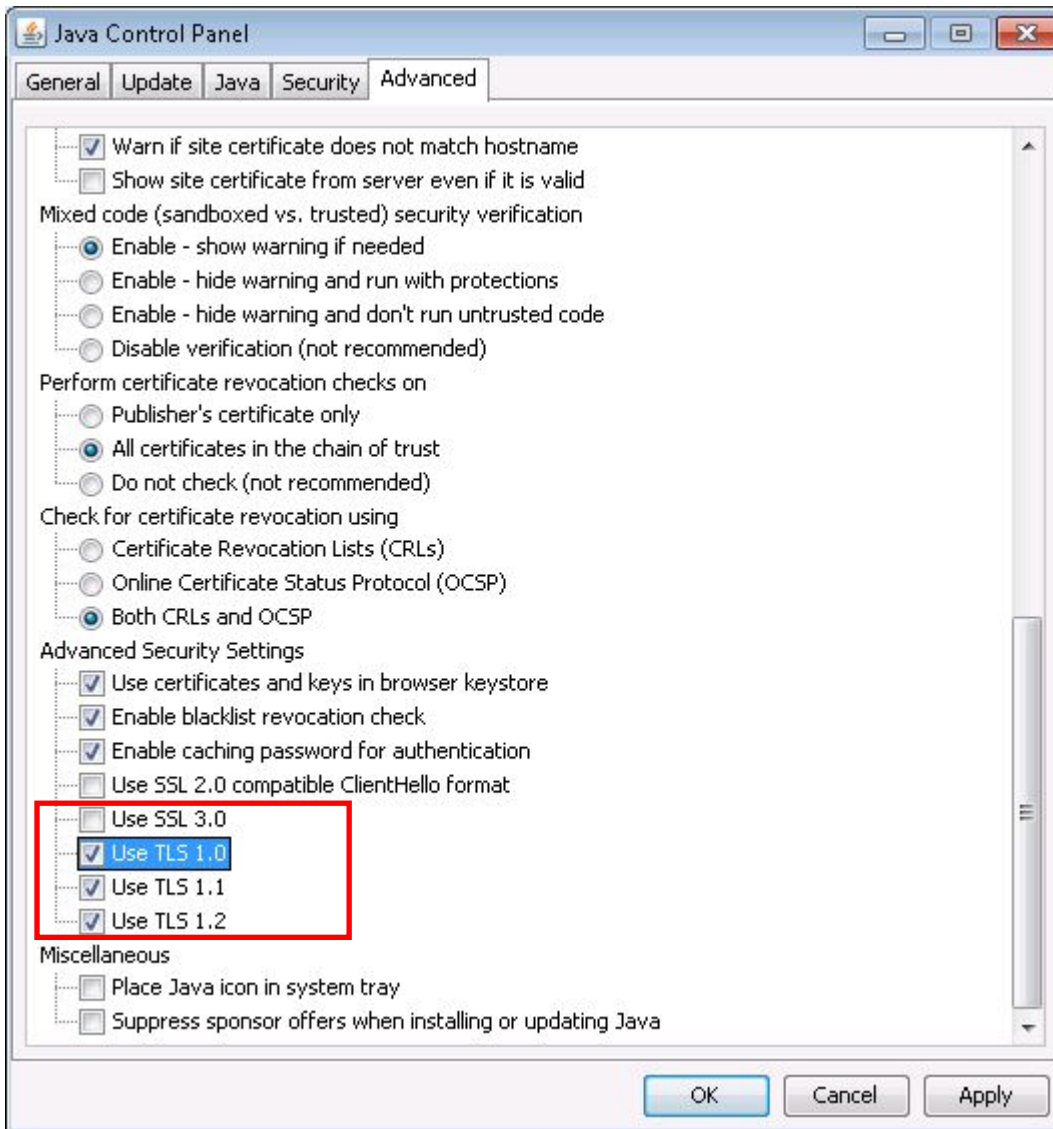 Java Control Panel
General Update Java Security Advanced
Warn if site certificate does not match hostname
Show site certificate from server even if it is valid
Mixed code (sandboxed vs. trusted) security verification
Enable - show warning if needed
Enable - hide warning and run with protections
Enable - hide warning and don't run untrusted code
Disable verification (not recommended)
Perform certificate revocation checks on
Publisher's certificate only
All certificates in the chain of trust
Do not check (not recommended)
Check for certificate revocation using
Certificate Revocation Lists (CRLs)
Online Certificate Status Protocol (OCSP)
Both CRLs and OCSP
Advanced Security Settings
Use certificates and keys in browser keystore
Enable blacklist revocation check
Enable caching password for authentication
Use SSL 2.0 compatible ClientHello format
Use SSL 3.0
Use TLS 1.0
Use TLS 1.1
Use TLS 1.2
Miscellaneous
Place Java icon in system tray
Suppress sponsor offers when installing or updating Java
OK Cancel Apply